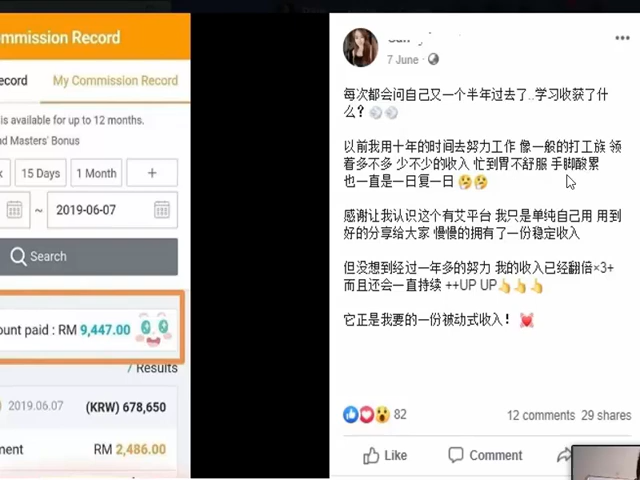 mmission Record
ecord
My Commission Record
is available for up to 12 months.
nd Masters' Bonus
15 Days
1 Month
+
~
2019-06-07
Search
ount paid : RM 9,447.00
7 Results
2019.06.07
(KRW) 678,650
ment
RM 2,486.00
7 June ·
每次都会问自己又一个半年过去了..学习收获了什
么？
以前我用十年的时间去努力工作 像一般的打工族 领
着多不多 少不少的收入 忙到胃不舒服 手脚酸累
也一直是一日复一日
感谢让我认识这个有艾平台 我只是单纯自己用 用到
好的分享给大家 慢慢的拥有了一份稳定收入
但没想到经过一年多的努力 我的收入已经翻倍×3+
而且还会一直持续 ++UP UP
它正是我要的一份被动式收入！
82
12 comments 29 shares
Like
Comment